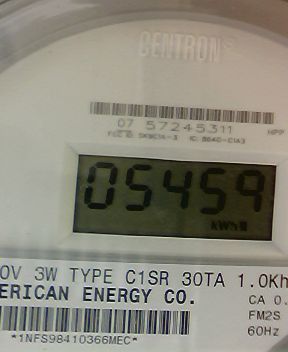 CENTRON®
07 57245311
HPP
05459
kWh
0V 3W TYPE C1SR 30TA 1.0Kh
ERICAN ENERGY CO.
CA 0.
FM2S
60Hz
*1NFS98410366MEC*